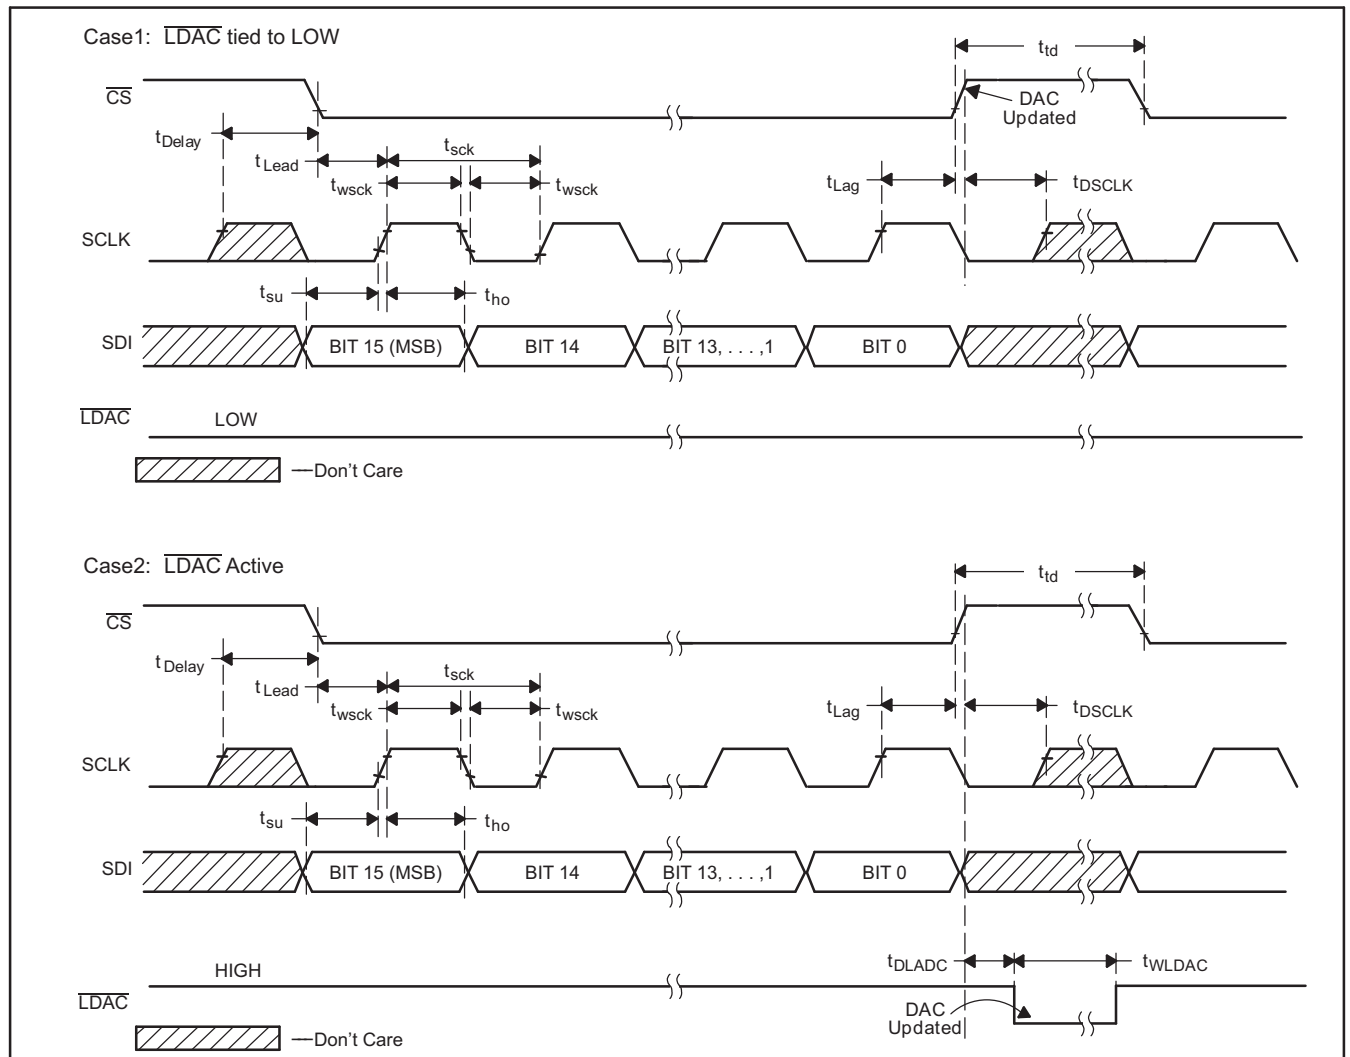 Case1: LDAC tied to LOW
t_td
CS
DAC
Updated
t_Delay
t_Lead
t_sck
t_wsck
t_wsck
t_Lag
t_DSCLK
SCLK
t_su
t_ho
SDI
BIT 15 (MSB)
BIT 14
BIT 13, . . . ,1
BIT 0
LDAC
LOW
Don't Care
Case2: LDAC Active
t_td
CS
t_Delay
t_Lead
t_sck
t_wsck
t_wsck
t_Lag
t_DSCLK
SCLK
t_su
t_ho
SDI
BIT 15 (MSB)
BIT 14
BIT 13, . . . ,1
BIT 0
HIGH
t_DLADC
t_WLDAC
LDAC
DAC
Updated
Don't Care